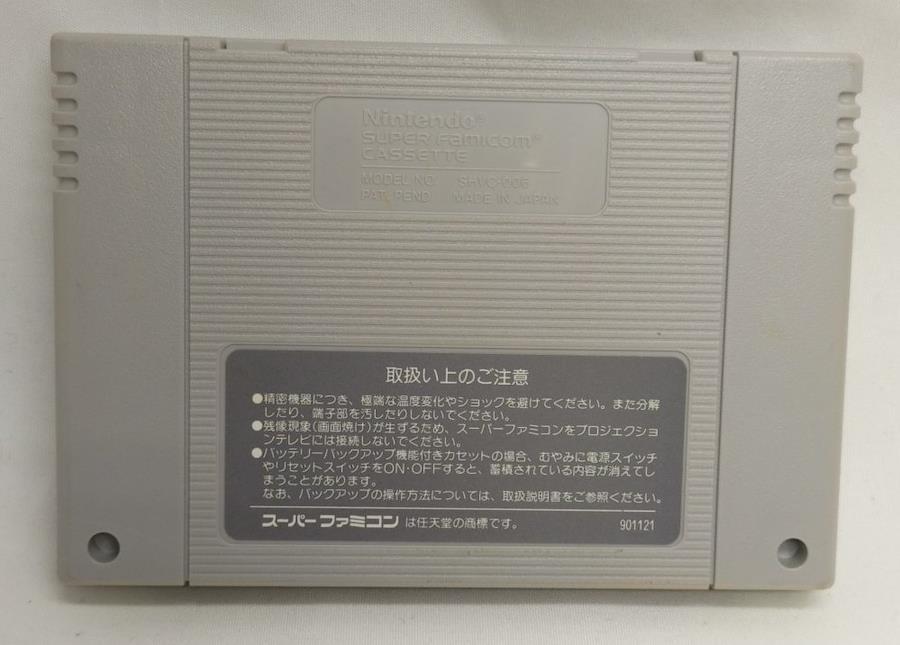 Nintendo®
SUPER Famicom®
CASSETTE
MODEL NO. SHVC-006
PAT. PEND. MADE IN JAPAN
取扱い上のご注意
●精密機器につき、極端な温度変化やショックを避けてください。また分解
したり、端子部を汚したりしないでください。
●残像現象(画面焼け)が生ずるため、スーパーファミコンをプロジェクショ
ンテレビには接続しないでください。
●バッテリーバックアップ機能付きカセットの場合、むやみに電源スイッチ
やリセットスイッチをON・OFFすると、蓄積されている内容が消えてし
まうことがあります。
なお、バックアップの操作方法については、取扱説明書をご参照ください。
スーパーファミコン は任天堂の商標です。 901121